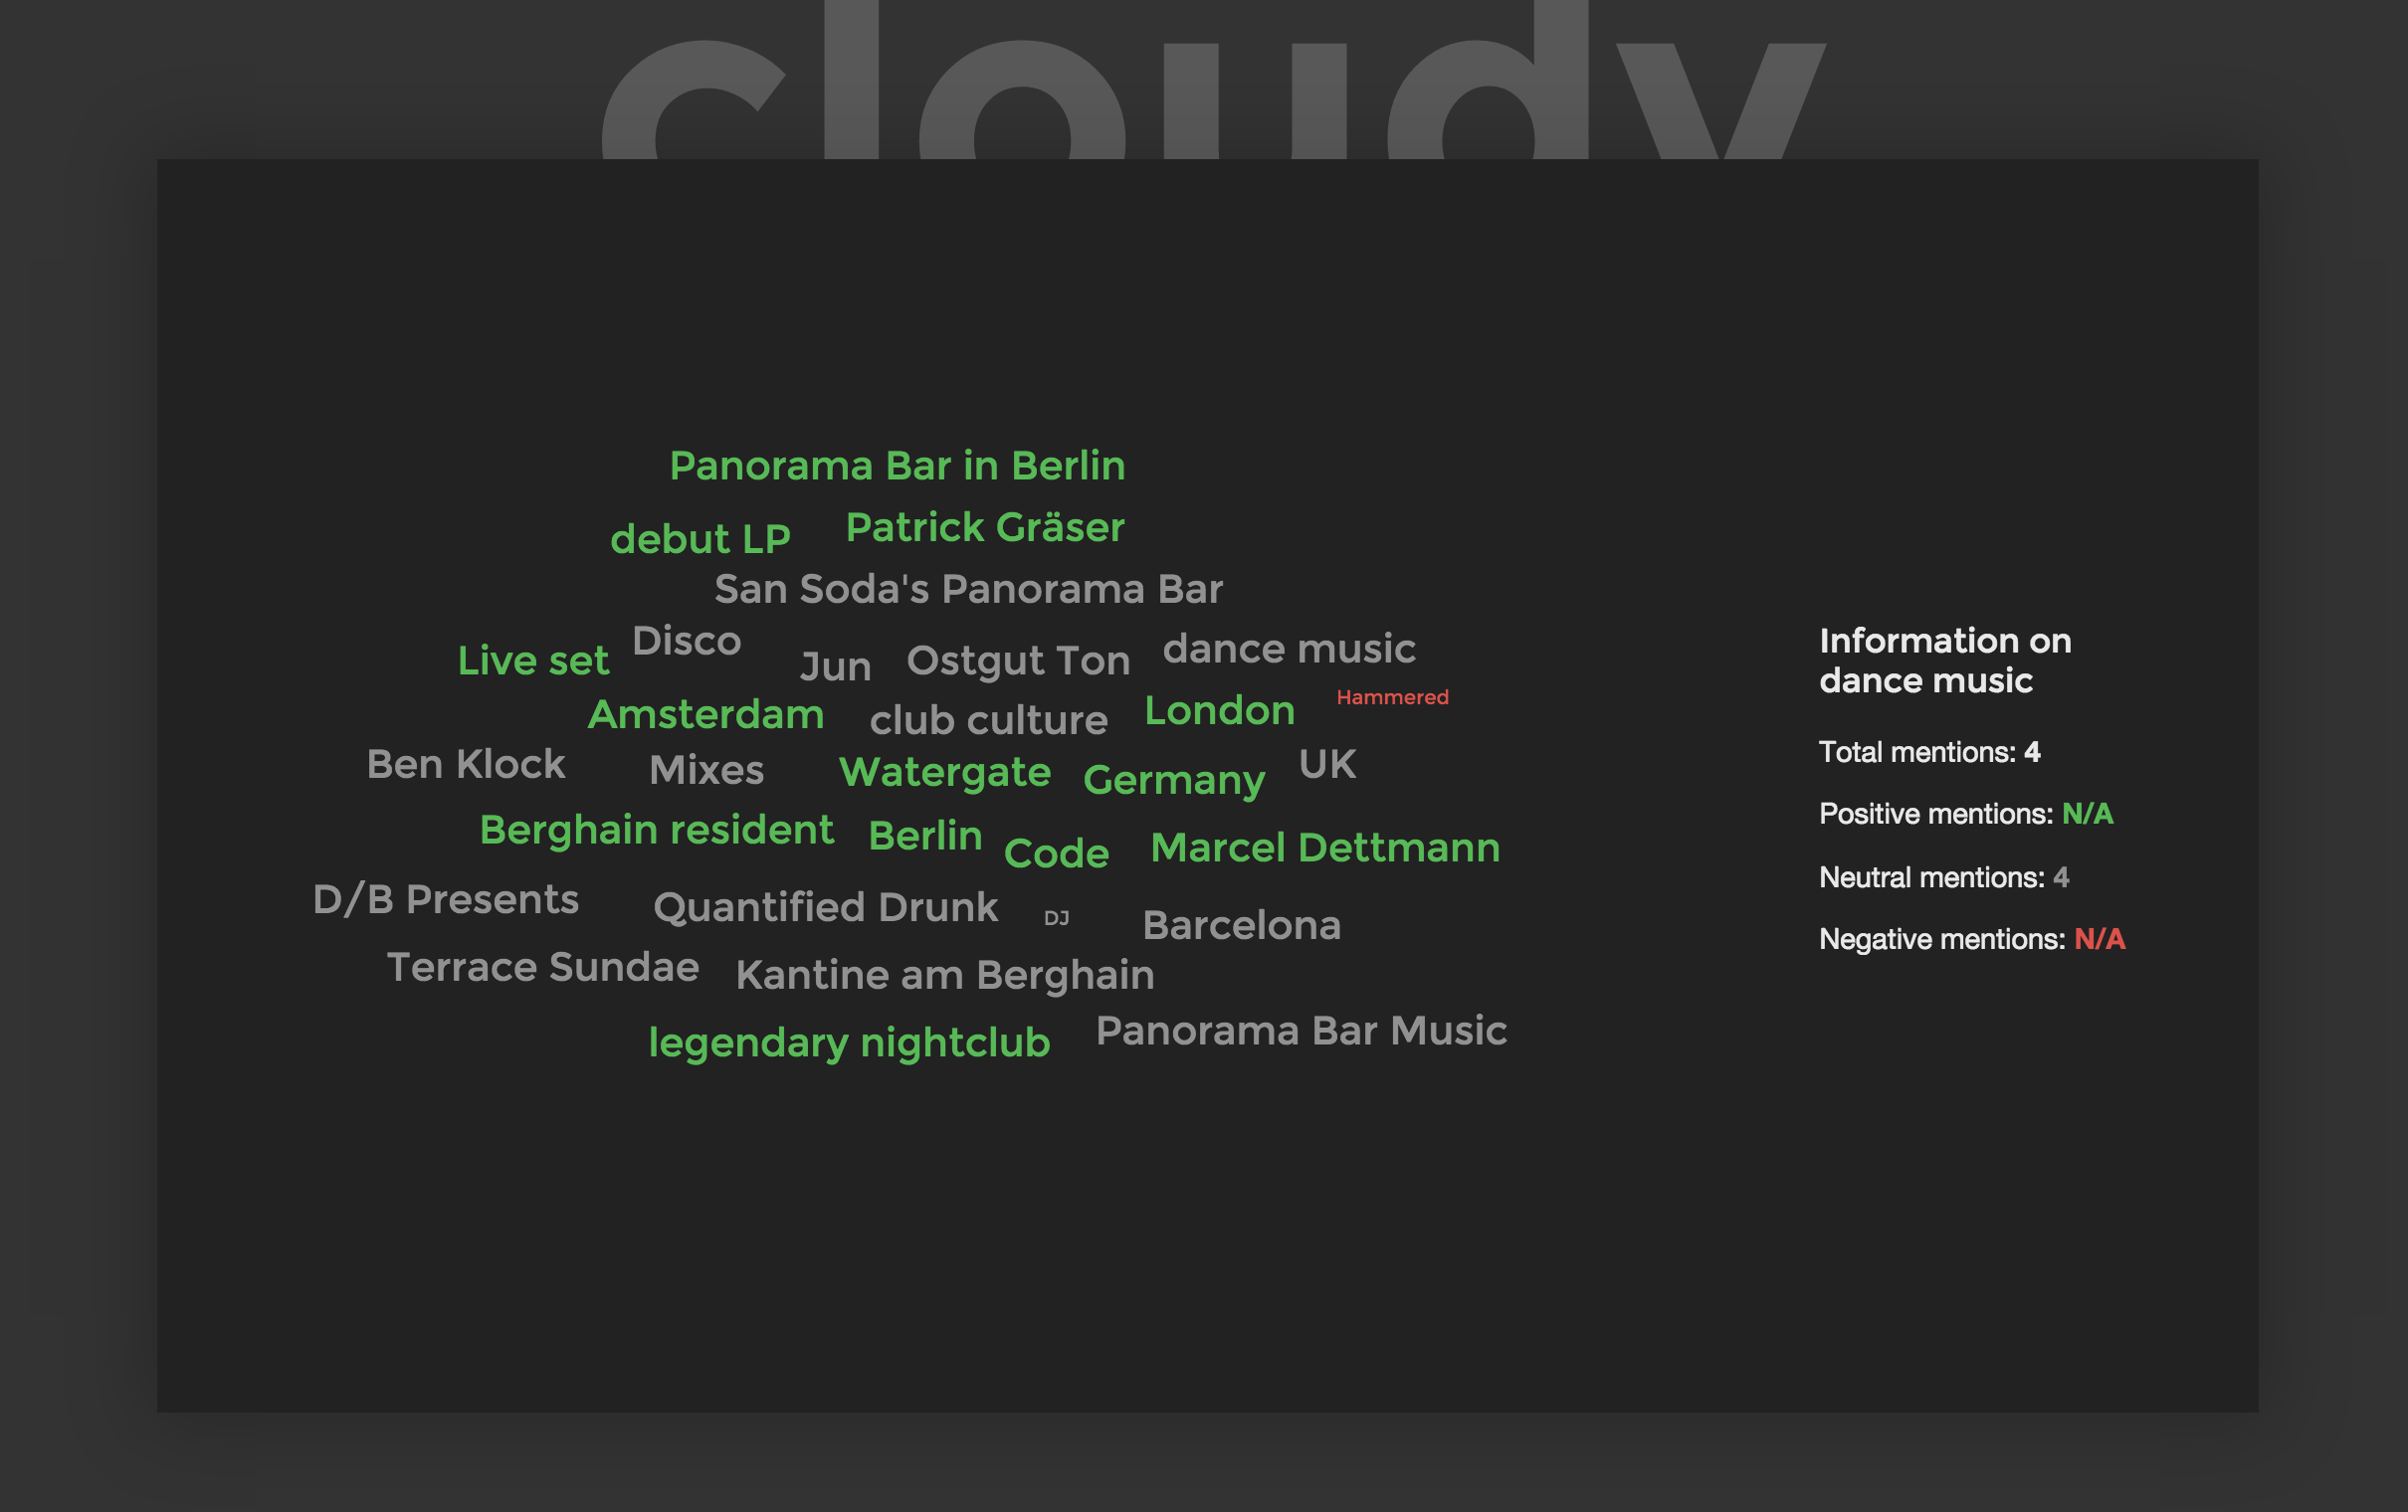 cloudy
Panorama Bar in Berlin
debut LP Patrick Gräser
San Soda's Panorama Bar
Live set Disco Jun Ostgut Ton dance music
Amsterdam club culture London Hammered
Ben Klock Mixes Watergate Germany UK
Berghain resident Berlin Code Marcel Dettmann
D/B Presents Quantified Drunk DJ Barcelona
Terrace Sundae Kantine am Berghain
legendary nightclub Panorama Bar Music
Information on
dance music
Total mentions: 4
Positive mentions: N/A
Neutral mentions: 4
Negative mentions: N/A